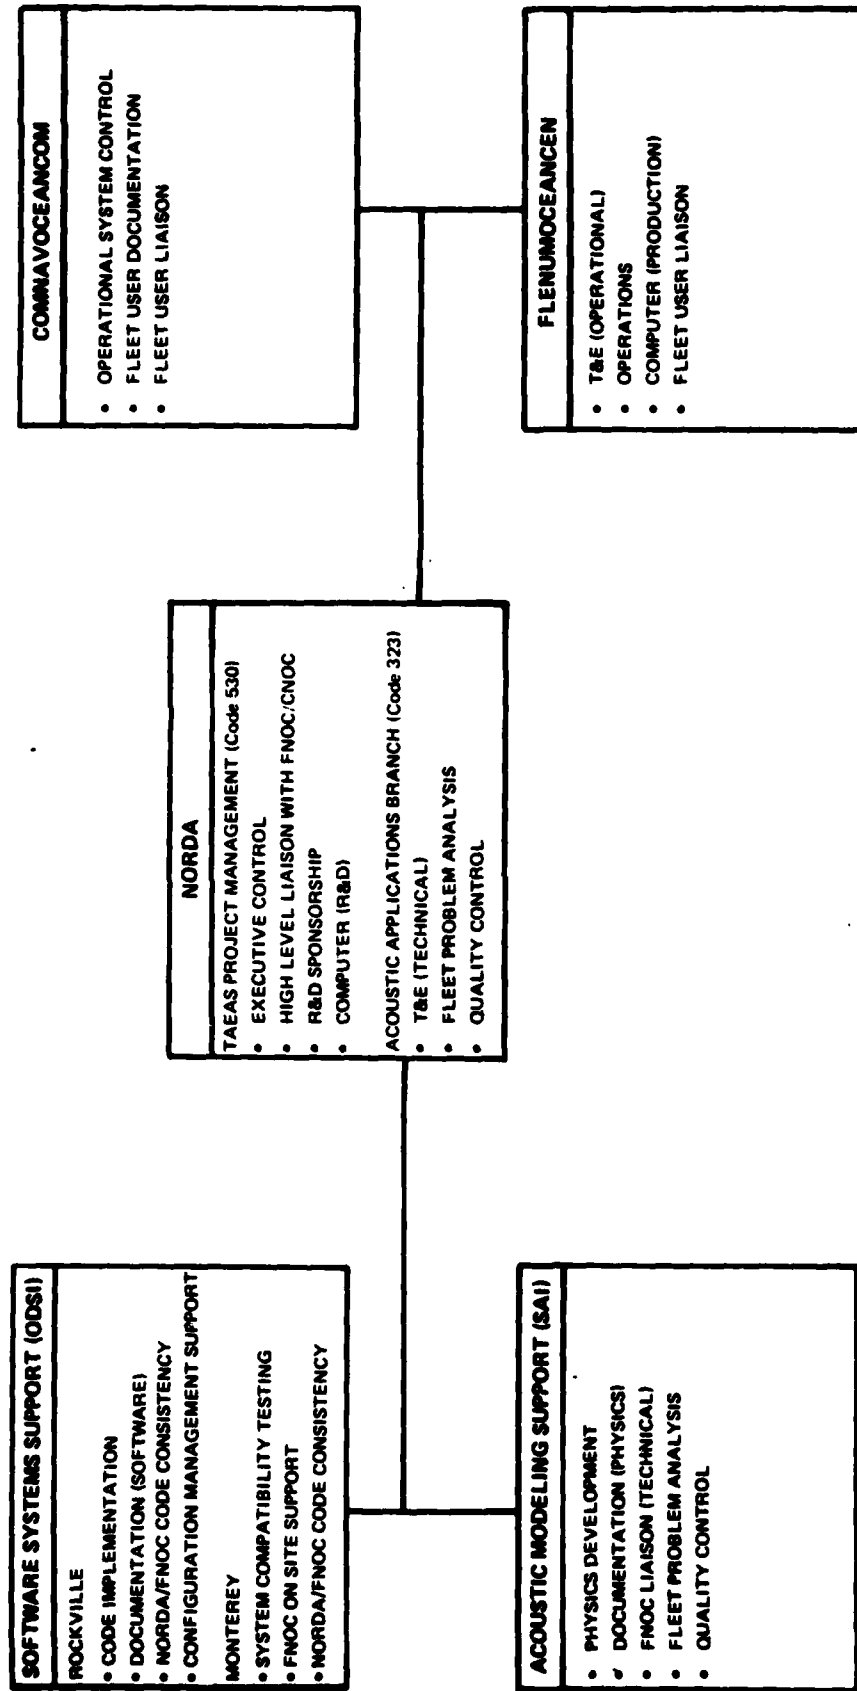 SOFTWARE SYSTEMS SUPPORT (ODSI)
ROCKVILLE
• CODE IMPLEMENTATION
• DOCUMENTATION (SOFTWARE)
• NORDA/FNOC CODE CONSISTENCY
• CONFIGURATION MANAGEMENT SUPPORT
MONTEREY
• SYSTEM COMPATIBILITY TESTING
• FNOC ON SITE SUPPORT
• NORDA/FNOC CODE CONSISTENCY
ACOUSTIC MODELING SUPPORT (SAI)
• PHYSICS DEVELOPMENT
• DOCUMENTATION (PHYSICS)
• FNOC LIAISON (TECHNICAL)
• FLEET PROBLEM ANALYSIS
• QUALITY CONTROL
NORDA
TAEAS PROJECT MANAGEMENT (Code 530)
• EXECUTIVE CONTROL
• HIGH LEVEL LIAISON WITH FNOC/CNOC
• R&D SPONSORSHIP
• COMPUTER (R&D)
ACOUSTIC APPLICATIONS BRANCH (Code 323)
• T&E (TECHNICAL)
• FLEET PROBLEM ANALYSIS
• QUALITY CONTROL
COMNAVOCEANCOM
• OPERATIONAL SYSTEM CONTROL
• FLEET USER DOCUMENTATION
• FLEET USER LIAISON
FLENUMOCEANCEN
• T&E (OPERATIONAL)
• OPERATIONS
• COMPUTER (PRODUCTION)
• FLEET USER LIAISON